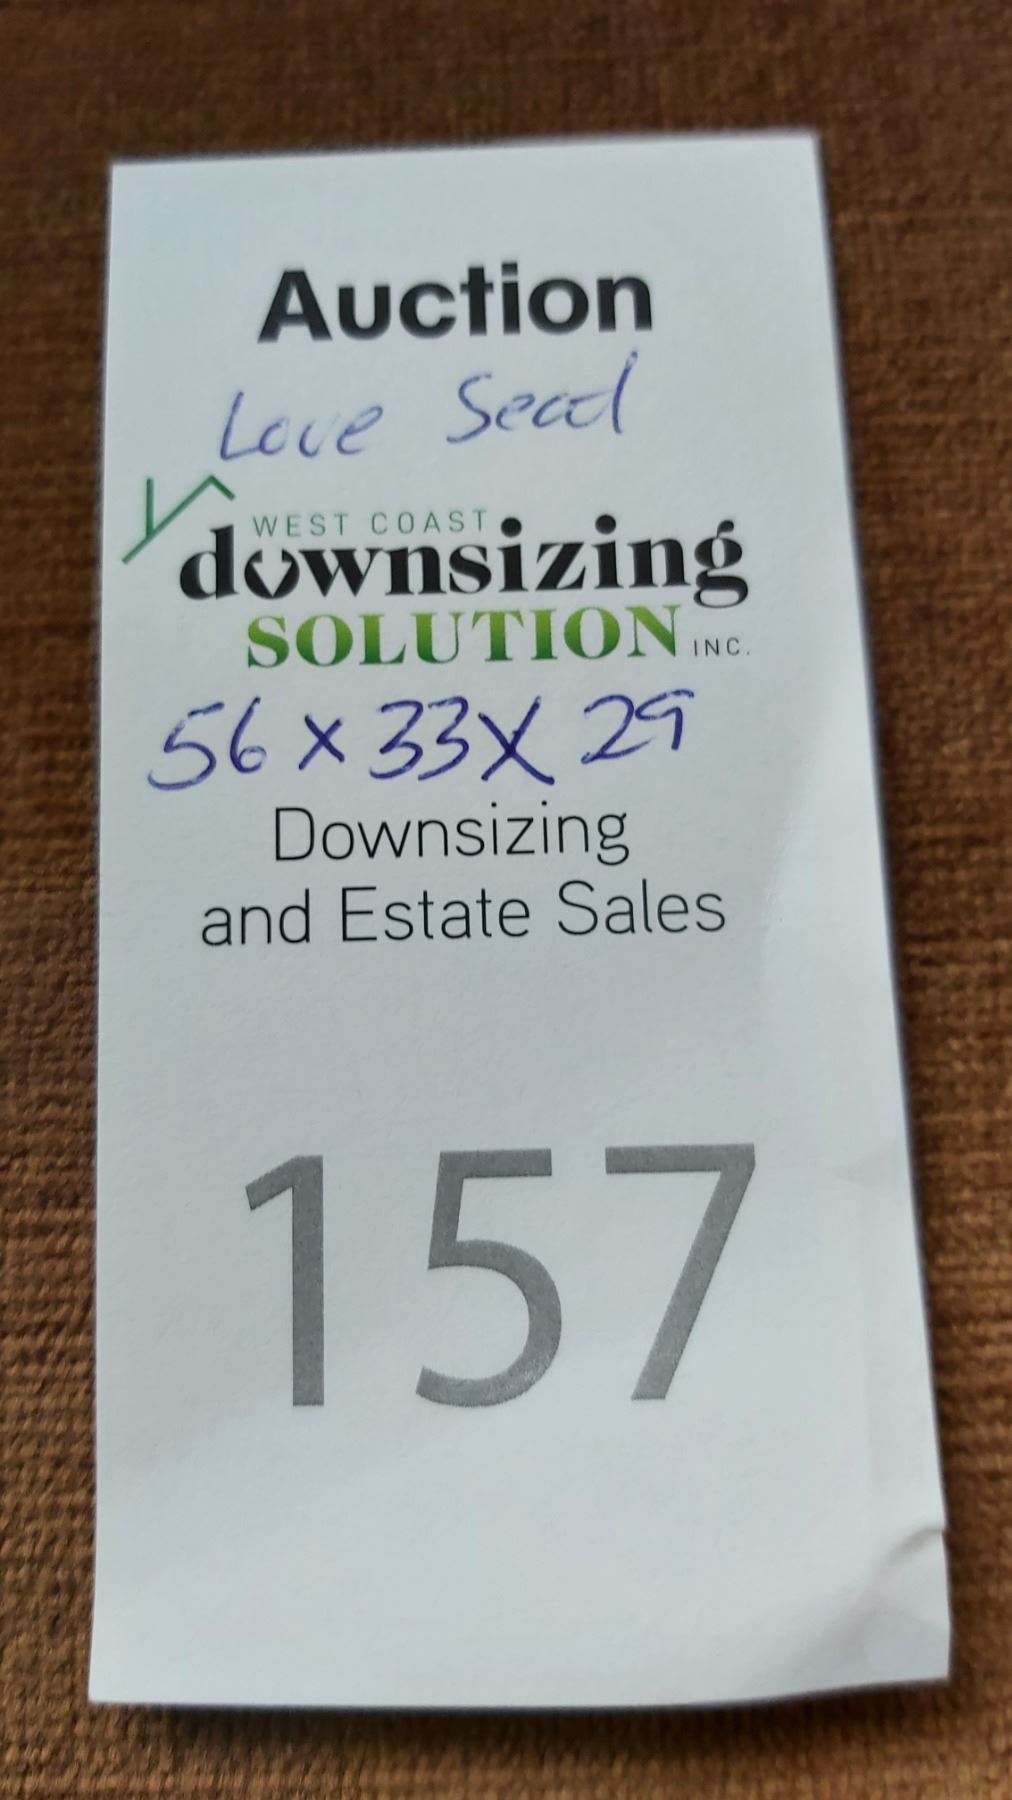 Auction
Love Seat
WEST COAST
downsizing
SOLUTION INC.
56 x 33 x 29
Downsizing
and Estate Sales
157